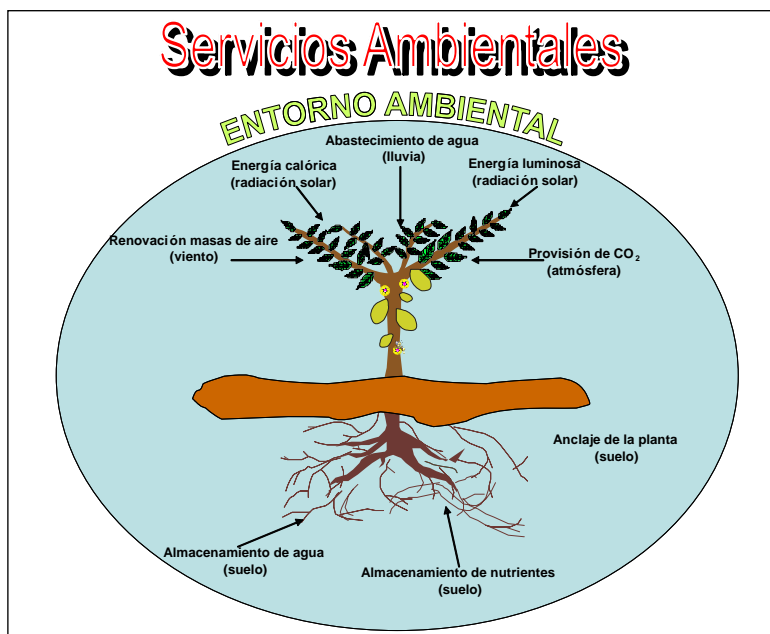 Servicios Ambientales
ENTORNO AMBIENTAL
Abastecimiento de agua
(lluvia)
Energía calórica
(radiación solar)
Energía luminosa
(radiación solar)
Renovación masas de aire
(viento)
Provisión de CO₂
(atmósfera)
Anclaje de la planta
(suelo)
Almacenamiento de agua
(suelo)
Almacenamiento de nutrientes
(suelo)